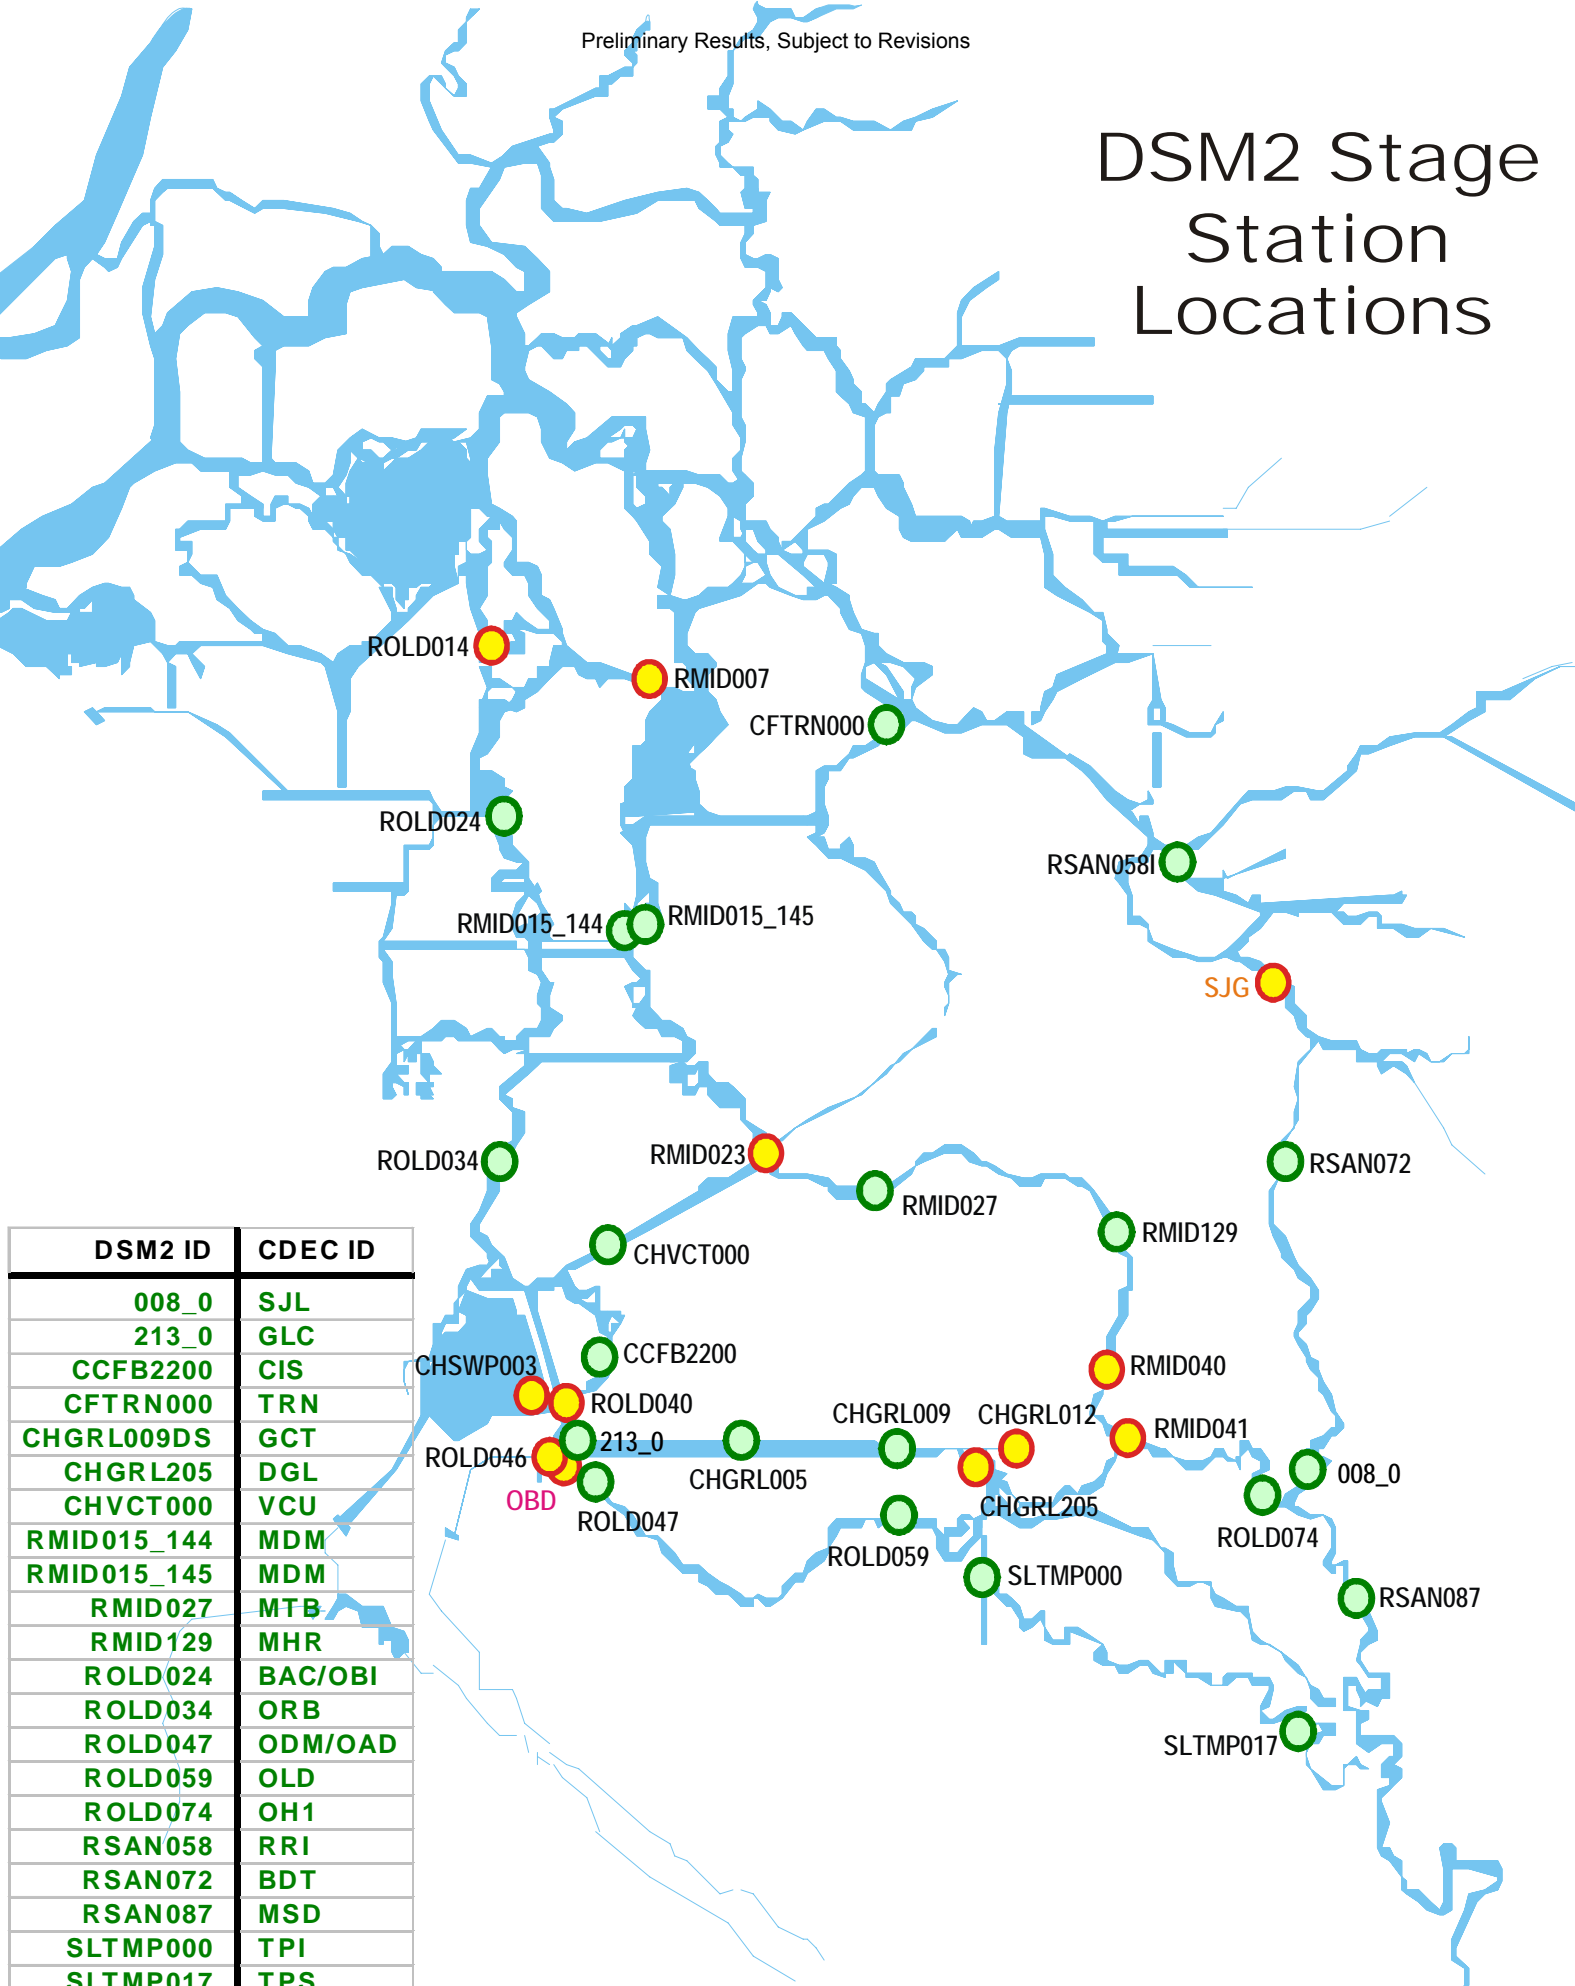 Preliminary Results, Subject to Revisions
DSM2 Stage
Station
Locations
ROLD014
RMID007
CFTRN000
ROLD024
RSAN058I
RMID015_144
RMID015_145
SJG
ROLD034
RMID023
RSAN072
RMID027
RMID129
CHVCT000
CCFB2200
CHSWP003
RMID040
ROLD040
CHGRL009
CHGRL012
RMID041
213_0
ROLD046
CHGRL005
008_0
OBD
CHGRL205
ROLD047
ROLD074
ROLD059
SLTMP000
RSAN087
SLTMP017
DSM2 ID CDEC ID
008_0 SJL
213_0 GLC
CCFB2200 CIS
CFTRN000 TRN
CHGRL009DS GCT
CHGRL205 DGL
CHVCT000 VCU
RMID015_144 MDM
RMID015_145 MDM
RMID027 MTB
RMID129 MHR
ROLD024 BAC/OBI
ROLD034 ORB
ROLD047 ODM/OAD
ROLD059 OLD
ROLD074 OH1
RSAN058 RRI
RSAN072 BDT
RSAN087 MSD
SLTMP000 TPI
SLTMP017 TPS